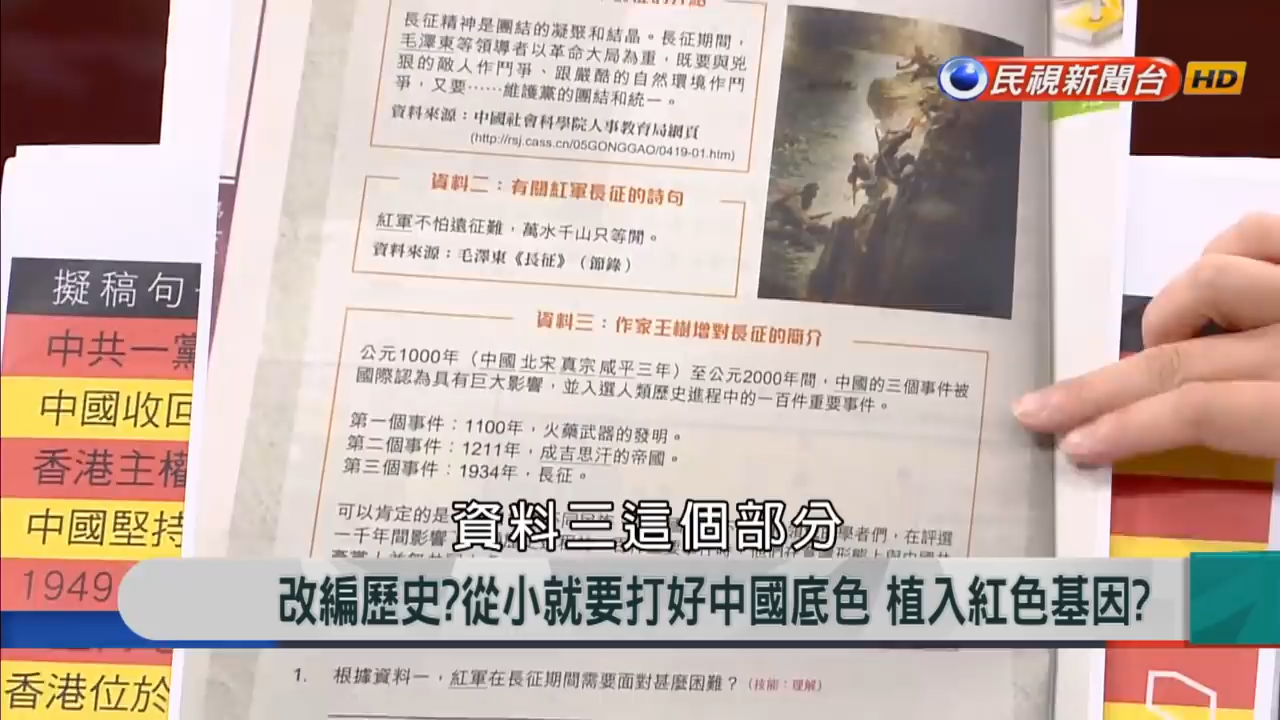 長征精神是團結的凝聚和結晶。長征期間，
毛澤東等領導者以革命大局為重，既要與兇
狠的敵人作鬥爭、跟嚴酷的自然環境作鬥
爭，又要……維護黨的團結和統一。
資料來源：中國社會科學院人事教育局網頁
(http://rsj.cass.cn/05GONGGAO/0419-01.htm)
民視新聞台 HD
資料二：有關紅軍長征的詩句
紅軍不怕遠征難，萬水千山只等閒。
資料來源：毛澤東《長征》（節錄）
資料三：作家王樹增對長征的簡介
公元1000年（中國北宋真宗咸平三年）至公元2000年間，中國的三個事件被
國際認為具有巨大影響，並入選人類歷史進程中的一百件重要事件。
第一個事件：1100年，火藥武器的發明。
第二個事件：1211年，成吉思汗的帝國。
第三個事件：1934年，長征。
可以肯定的是
學者們，在評選
一千年間影響
擬稿句
中共一黨
中國收回
香港主權
中國堅持
1949
香港位於
資料三這個部分
改編歷史?從小就要打好中國底色 植入紅色基因?
1. 根據資料一，紅軍在長征期間需要面對甚麼困難？（技能：理解）